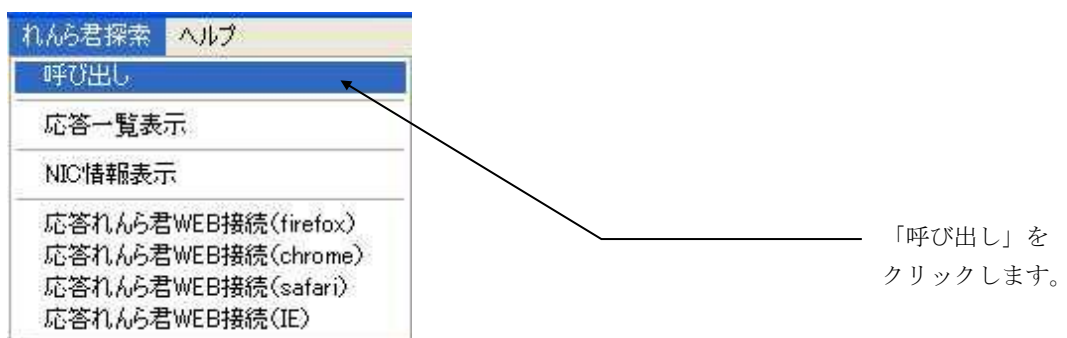 れんら君探索 ヘルプ
呼び出し
応答一覧表示
NIC情報表示
応答れんら君WEB接続(firefox)
応答れんら君WEB接続(chrome)
応答れんら君WEB接続(safari)
応答れんら君WEB接続(IE)
「呼び出し」を
クリックします。